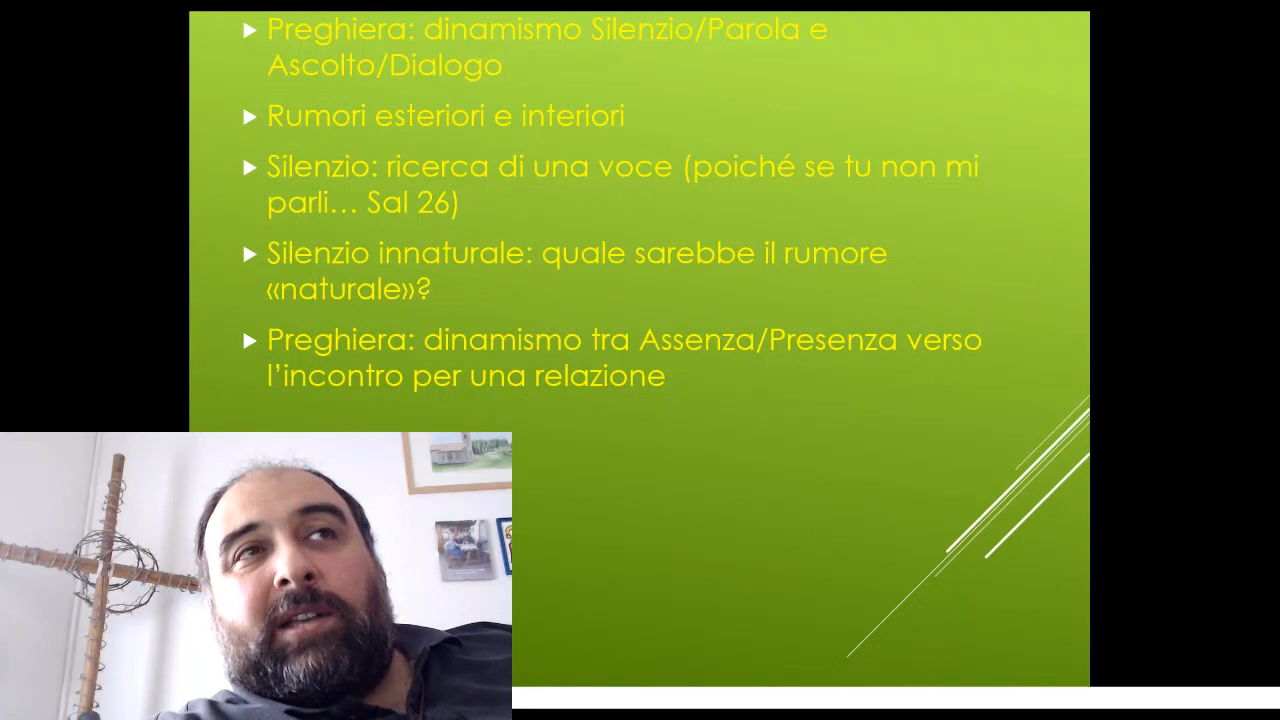 Preghiera: dinamismo Silenzio/Parola e
Ascolto/Dialogo
Rumori esteriori e interiori
Silenzio: ricerca di una voce (poiché se tu non mi
parli… Sal 26)
Silenzio innaturale: quale sarebbe il rumore
«naturale»?
Preghiera: dinamismo tra Assenza/Presenza verso
l’incontro per una relazione